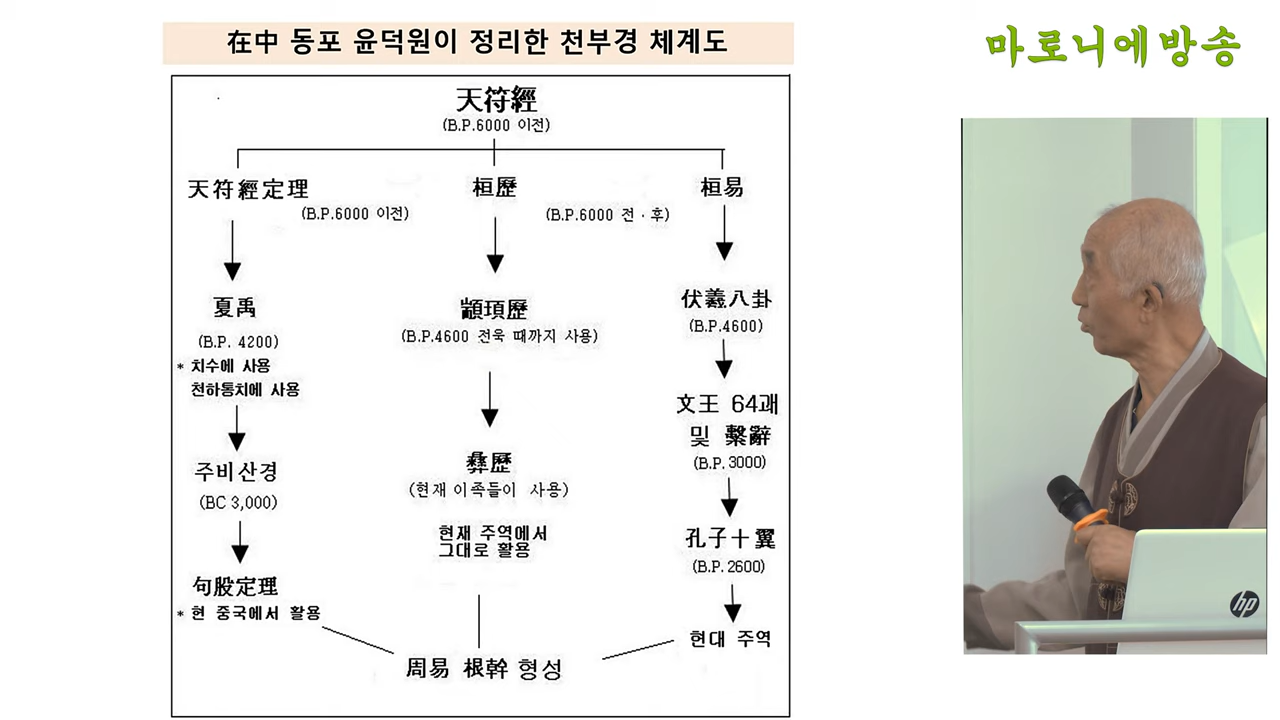 在中 동포 윤덕원이 정리한 천부경 체계도
마로니에방송
天符經
(B.P.6000 이전)
天符經定理
桓歷
桓易
(B.P.6000 이전)
(B.P.6000 전·후)
夏禹
(B.P. 4200)
* 치수에 사용
천하통치에 사용
주비산경
(BC 3,000)
句股定理
* 현 중국에서 활용
顓頊歷
(B.P.4600 전욱 때까지 사용)
彝歷
(현재 이족들이 사용)
현재 주역에서
그대로 활용
伏羲八卦
(B.P.4600)
文王 64괘
및 繫辭
(B.P.3000)
孔子十翼
(B.P.2600)
현대 주역
周易 根幹 형성
hp